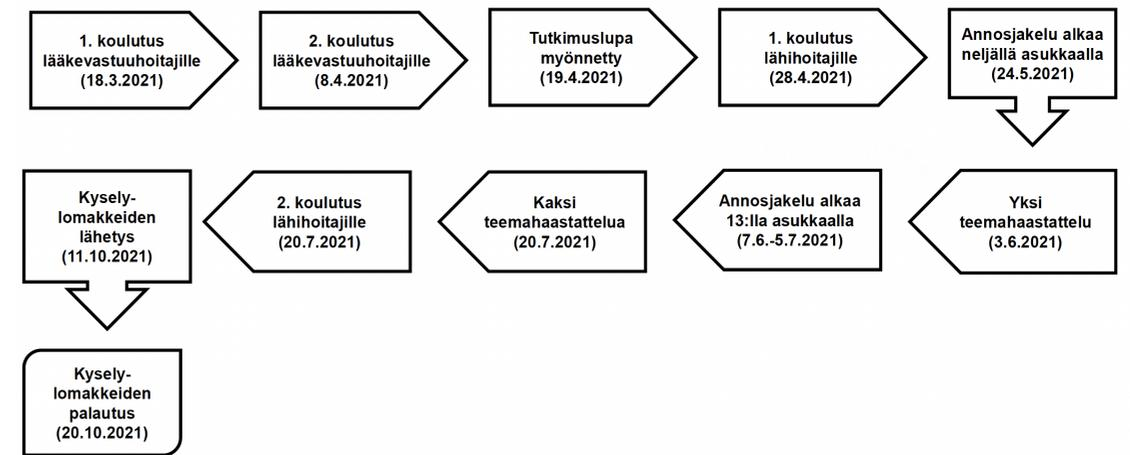 1. koulutus
lääkevastuuhoitajille
(18.3.2021)
2. koulutus
lääkevastuuhoitajille
(8.4.2021)
Tutkimuslupa
myönnetty
(19.4.2021)
1. koulutus
lähihoitajille
(28.4.2021)
Annosjakelu alkaa
neljällä asukkaalla
(24.5.2021)
Yksi
teemahaastattelu
(3.6.2021)
Annosjakelu alkaa
13:lla asukkaalla
(7.6.-5.7.2021)
Kaksi
teemahaastattelua
(20.7.2021)
2. koulutus
lähihoitajille
(20.7.2021)
Kysely-
lomakkeiden
lähetys
(11.10.2021)
Kysely-
lomakkeiden
palautus
(20.10.2021)